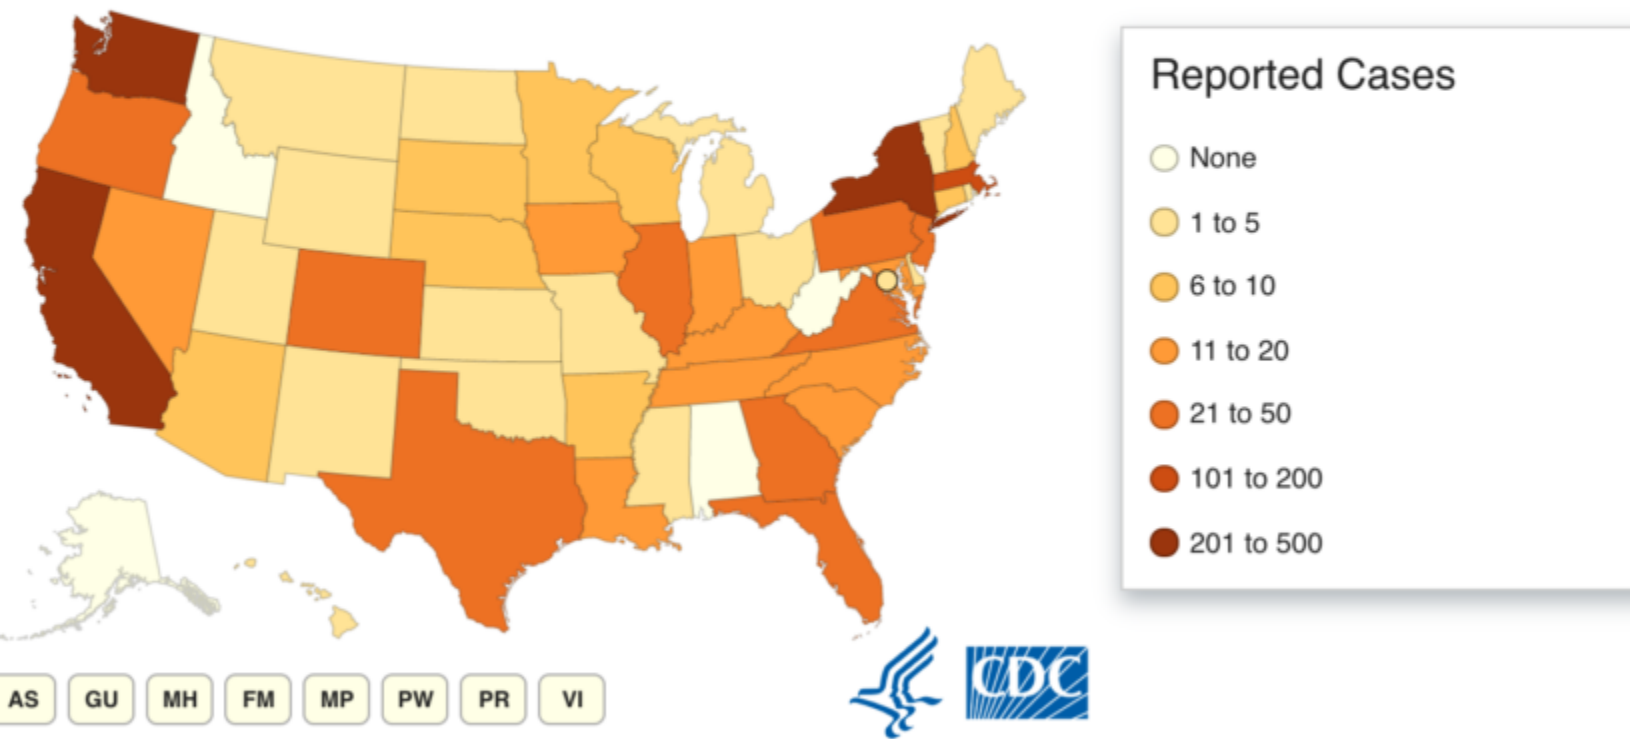 Reported Cases
None
1 to 5
6 to 10
11 to 20
21 to 50
101 to 200
201 to 500
AS GU MH FM MP PW PR VI
CDC